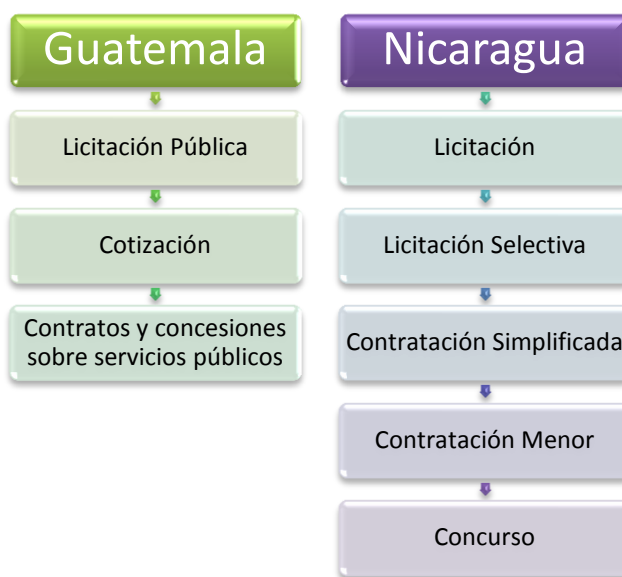 Guatemala
Licitación Pública
Cotización
Contratos y concesiones
sobre servicios públicos
Nicaragua
Licitación
Licitación Selectiva
Contratación Simplificada
Contratación Menor
Concurso